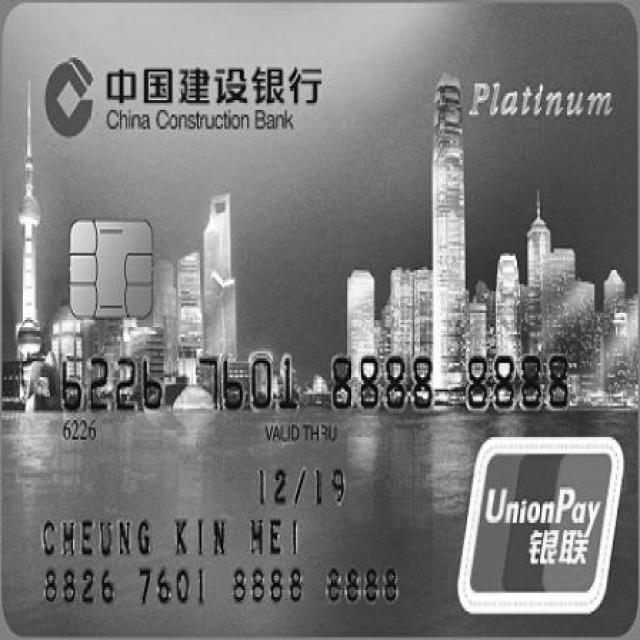 中国建设银行
China Construction Bank
Platinum
6226 7601 8888 8888
6226
VALID THRU
12/19
CHEUNG KIN MEI
8826 7601 8888 8888
UnionPay
银联